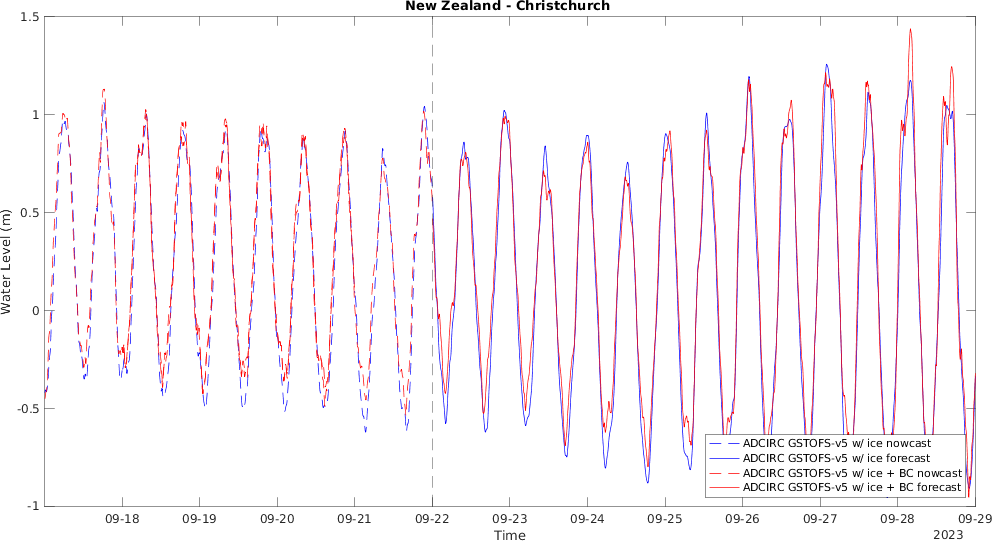 New Zealand - Christchurch
1.5
1
0.5
0
-0.5
-1
Water Level (m)
09-18 09-19 09-20 09-21 09-22 09-23 09-24 09-25 09-26 09-27 09-28 09-29
Time
2023
ADCIRC GSTOFS-v5 w/ ice nowcast
ADCIRC GSTOFS-v5 w/ ice forecast
ADCIRC GSTOFS-v5 w/ ice + BC nowcast
ADCIRC GSTOFS-v5 w/ ice + BC forecast